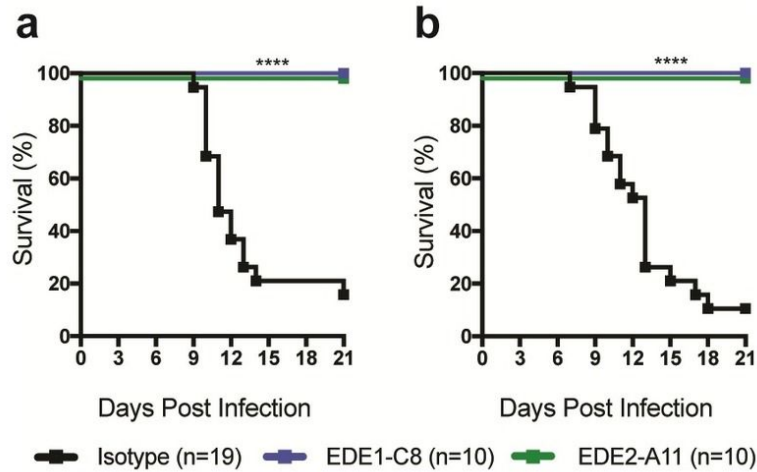 a
b
****
****
100
80
60
40
20
0
Survival (%)
0 3 6 9 12 15 18 21
Days Post Infection
100
80
60
40
20
0
Survival (%)
0 3 6 9 12 15 18 21
Days Post Infection
Isotype (n=19) EDE1-C8 (n=10) EDE2-A11 (n=10)